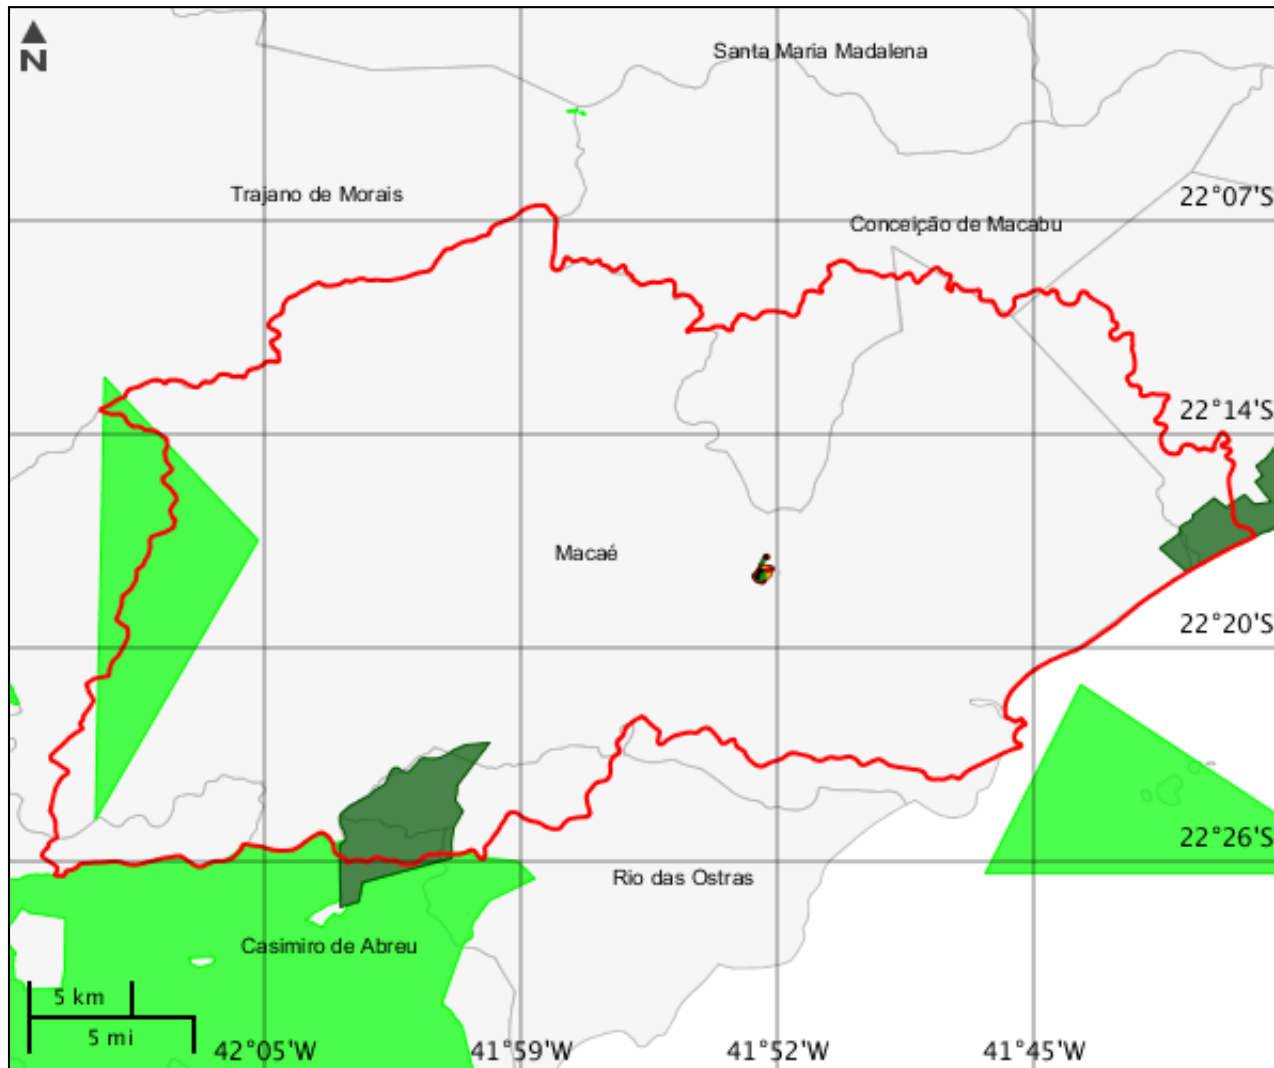 N
Santa Maria Madalena
Trajano de Morais
22°07'S
Conceição de Macabu
22°14'S
Macaé
22°20'S
22°26'S
Rio das Ostras
Casimiro de Abreu
5 km
5 mi
42°05'W
41°59'W
41°52'W
41°45'W